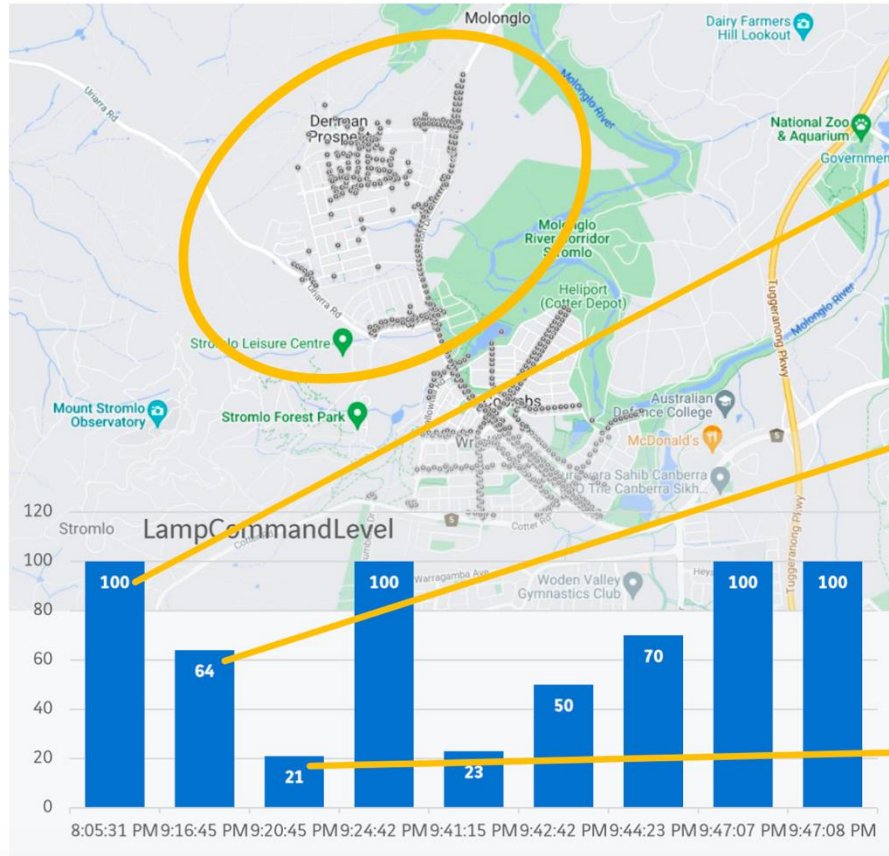 Molonglo
Dairy Farmers
Hill Lookout
Uriarra Rd
Molonglo River
Denman
Prospect
National Zoo
& Aquarium
Government
Molonglo
River Corridor
Stromlo
Heliport
(Cotter Depot)
Tuggeranong Pkwy
Molonglo River
Uriarra Rd
Stromlo Leisure Centre
Mount Stromlo
Observatory
Stromlo Forest Park
Australian
Defence College
McDonald's
Sahib Canberra
The Canberra Sikh...
Cotter Rd
Stromlo
LampCommandLevel
Warragamba Ave
Woden Valley
Gymnastics Club
Tuggeranong Pkwy
120
100
80
60
40
20
0
100
64
21
100
23
50
70
100
100
8:05:31 PM 9:16:45 PM 9:20:45 PM 9:24:42 PM 9:41:15 PM 9:42:42 PM 9:44:23 PM 9:47:07 PM 9:47:08 PM